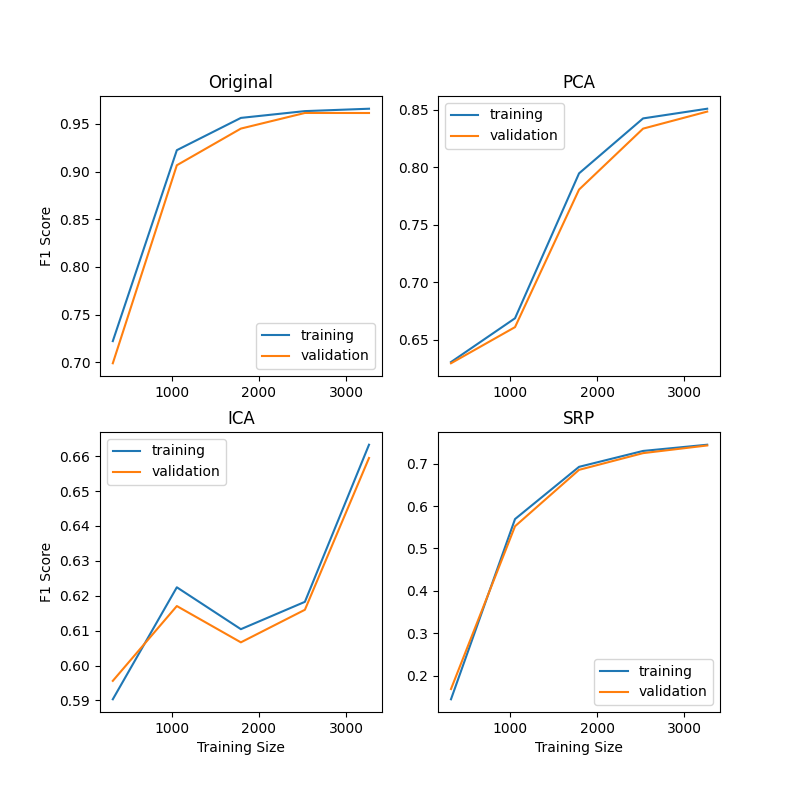 Original
0.95
0.90
0.85
0.80
0.75
0.70
F1 Score
training
validation
1000 2000 3000
PCA
training
validation
0.85
0.80
0.75
0.70
0.65
1000 2000 3000
ICA
training
validation
0.66
0.65
0.64
0.63
0.62
0.61
0.60
0.59
F1 Score
1000 2000 3000
Training Size
SRP
0.7
0.6
0.5
0.4
0.3
0.2
training
validation
1000 2000 3000
Training Size